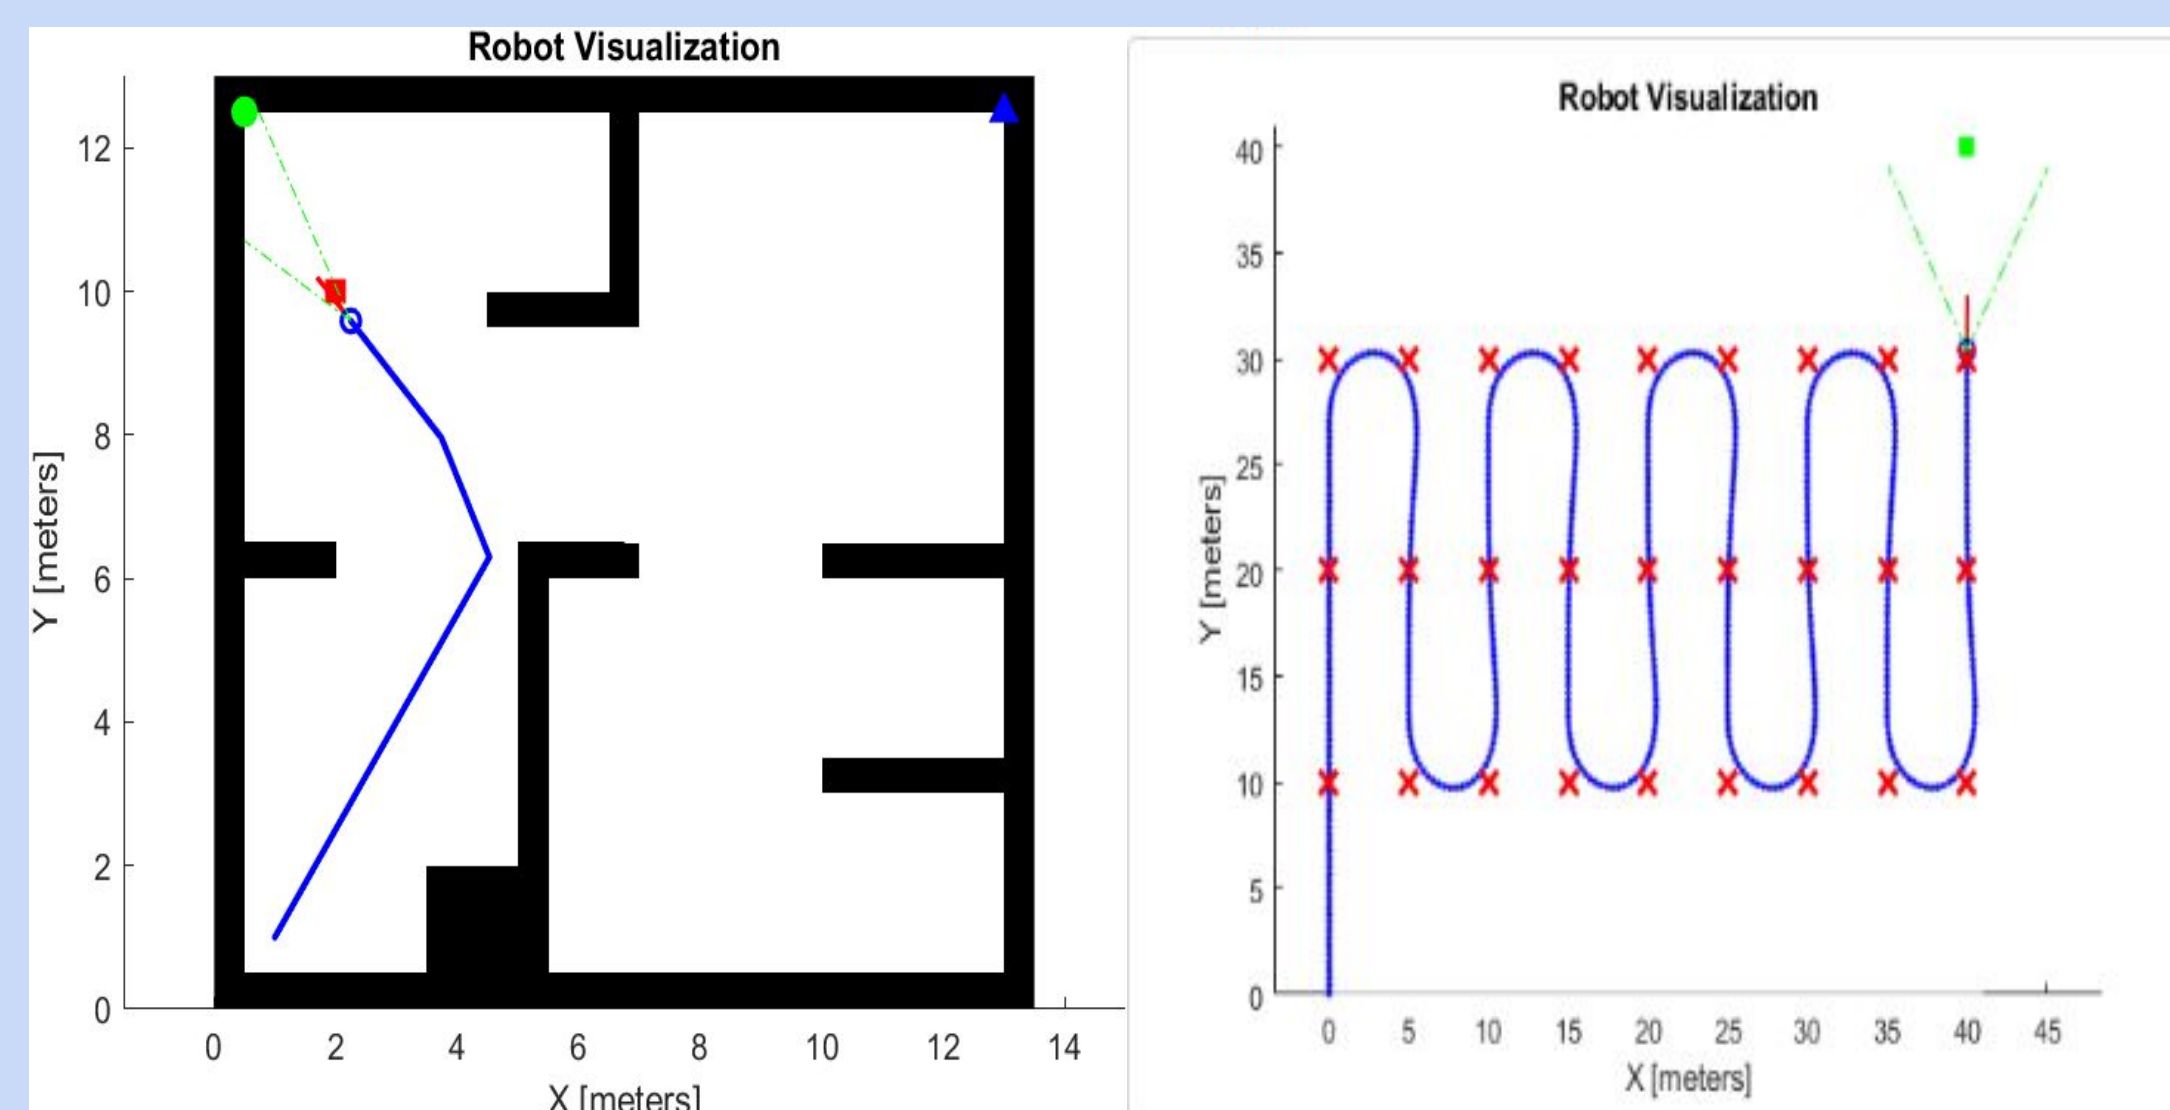 Robot Visualization
12
10
8
6
4
2
0
Y [meters]
0 2 4 6 8 10 12 14
X [meters]
Robot Visualization
40
35
30
25
20
15
10
5
0
Y [meters]
0 5 10 15 20 25 30 35 40 45
X [meters]